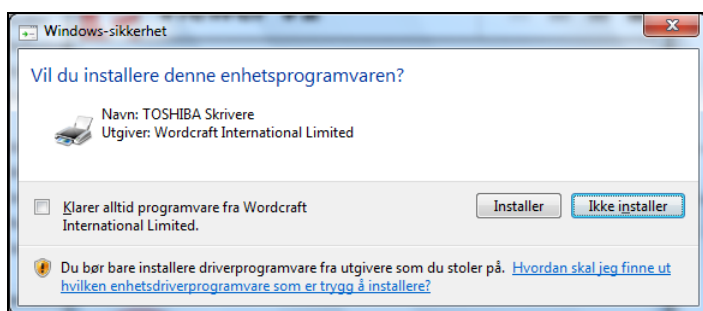 Windows-sikkerhet
Vil du installere denne enhetsprogramvaren?
Navn: TOSHIBA Skrivere
Utgiver: Wordcraft International Limited
Klarer alltid programvare fra Wordcraft
International Limited.
Installer
Ikke installer
Du bør bare installere driverprogramvare fra utgivere som du stoler på. Hvordan skal jeg finne ut
hvilken enhetsdriverprogramvare som er trygg å installere?